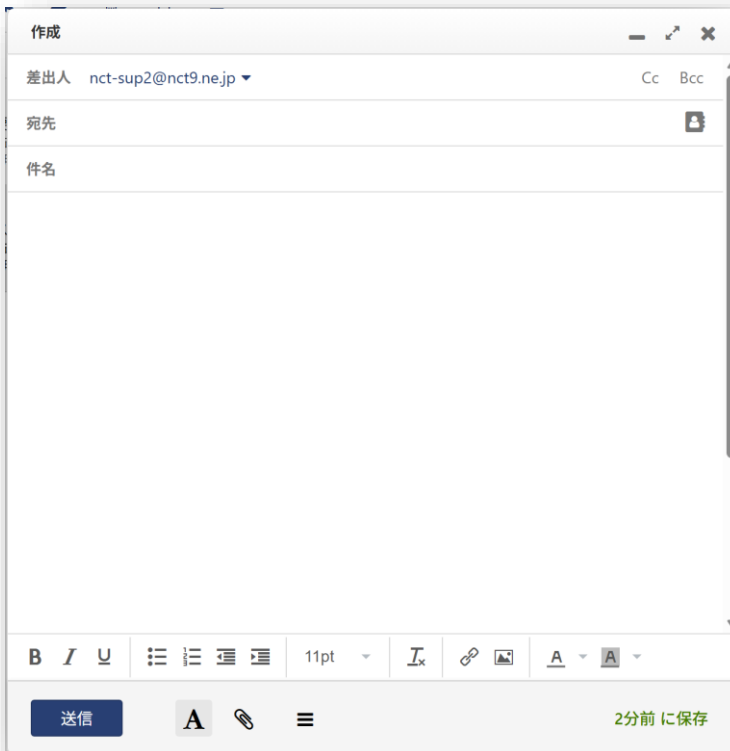 作成
差出人 nct-sup2@nct9.ne.jp Cc Bcc
宛先
件名
B I U 11pt A A
送信 A 2分前 に保存